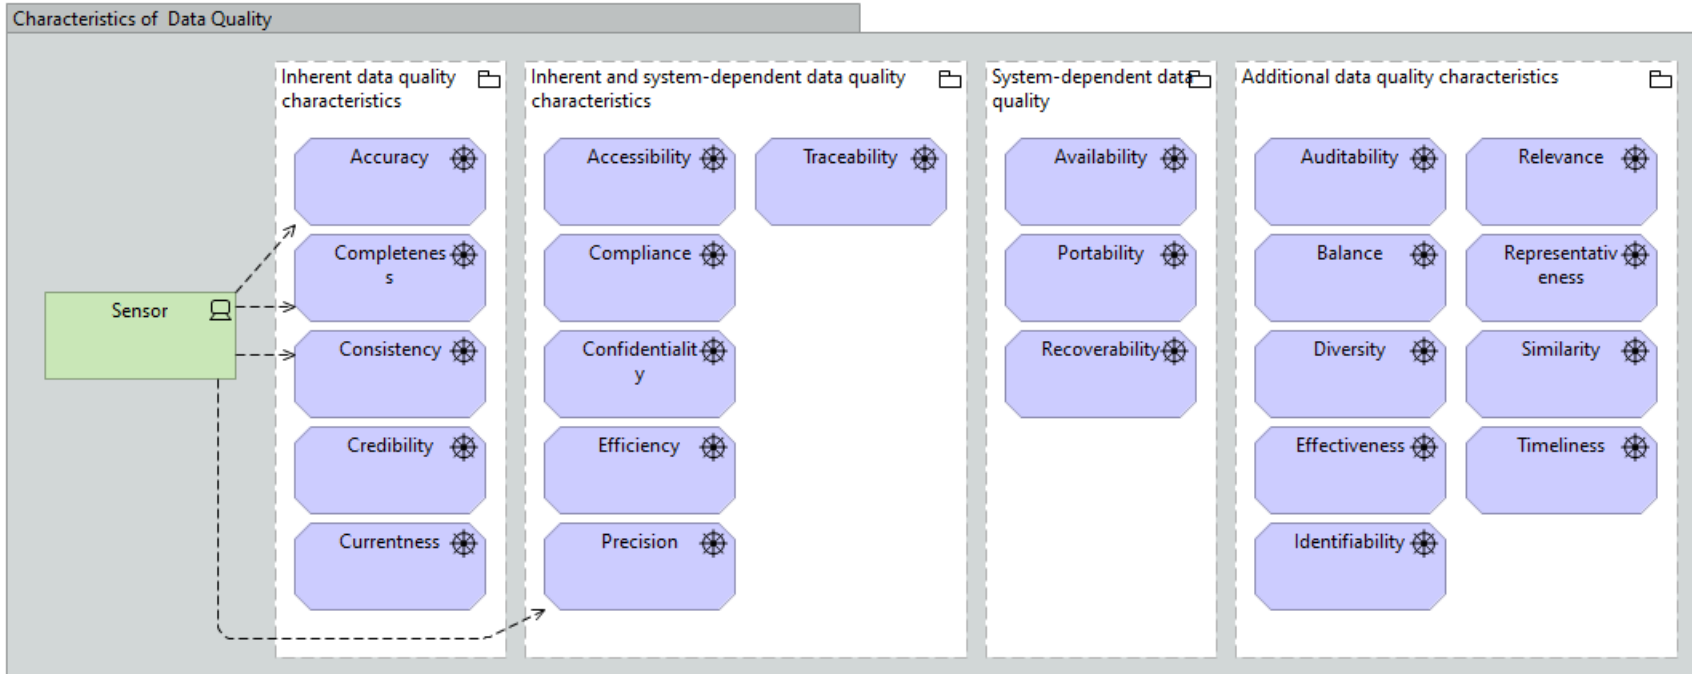 Characteristics of  Data Quality
Inherent data quality
characteristics
Accuracy
Completenes
s
Consistency
Credibility
Currentness
Sensor
Inherent and system-dependent data quality
characteristics
Accessibility
Traceability
Compliance
Confidentialit
y
Efficiency
Precision
System-dependent data
quality
Availability
Portability
Recoverability
Additional data quality characteristics
Auditability
Relevance
Balance
Representativ
eness
Diversity
Similarity
Effectiveness
Timeliness
Identifiability